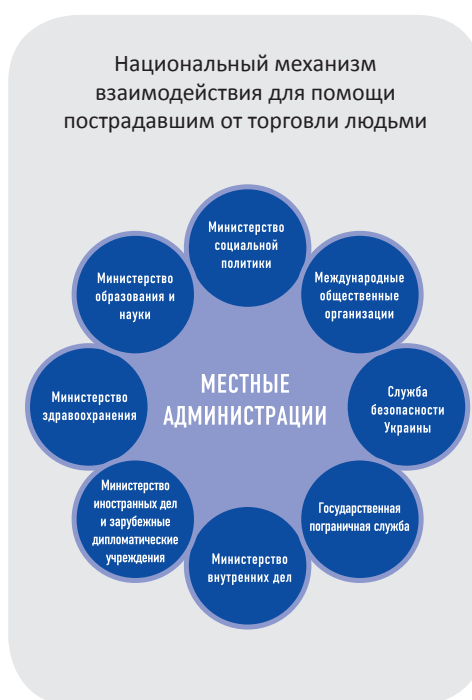 Национальный механизм
взаимодействия для помощи
пострадавшим от торговли людьми
Министерство
социальной
политики
Международные
общественные
организации
Служба
безопасности
Украины
Государственная
пограничная служба
Министерство
внутренних дел
Министерство
иностранных дел
и зарубежные
дипломатические
учреждения
Министерство
здравоохранения
Министерство
образования и
науки
МЕСТНЫЕ
АДМИНИСТРАЦИИ